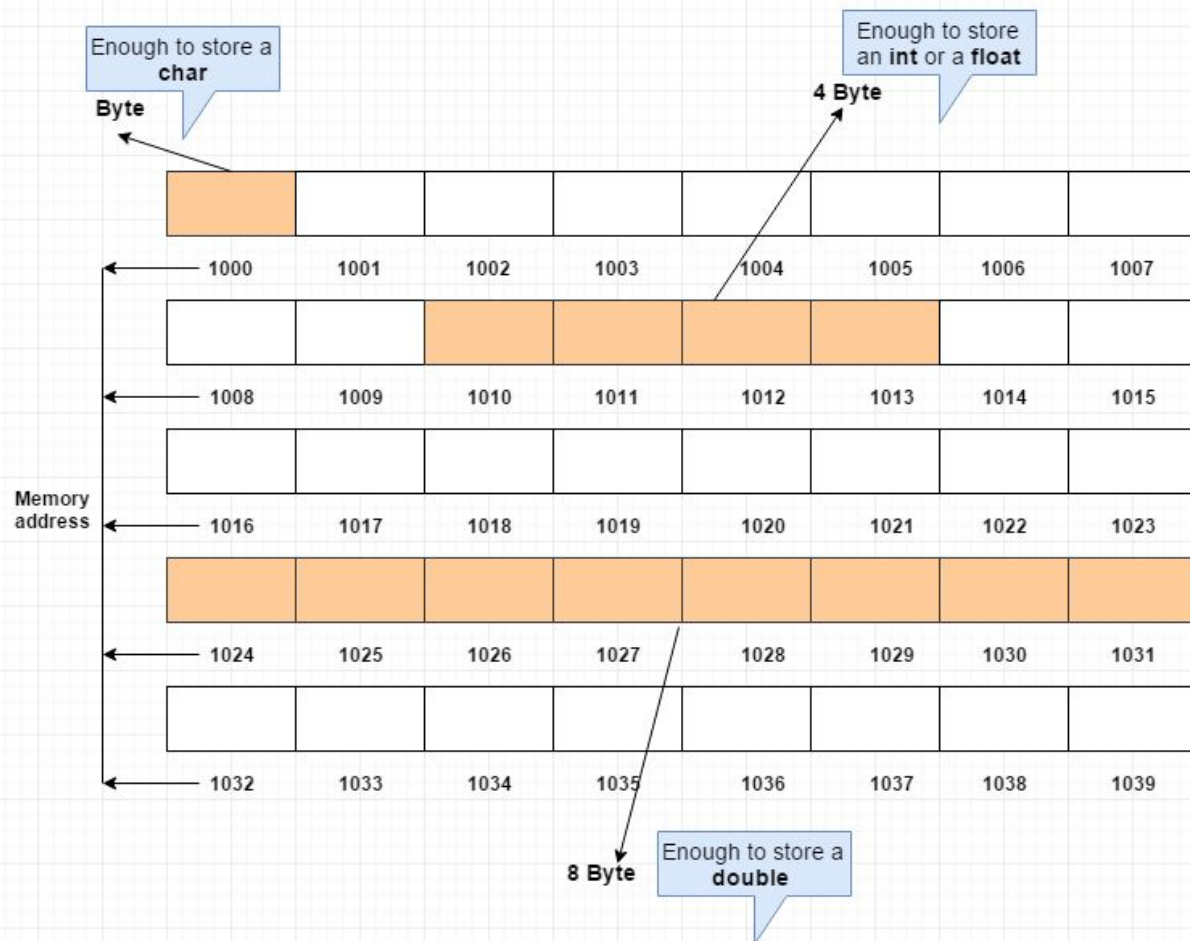 Enough to store a
char
Enough to store
an int or a float
Byte
4 Byte
1000 1001 1002 1003 1004 1005 1006 1007
1008 1009 1010 1011 1012 1013 1014 1015
Memory
address
1016 1017 1018 1019 1020 1021 1022 1023
1024 1025 1026 1027 1028 1029 1030 1031
1032 1033 1034 1035 1036 1037 1038 1039
8 Byte
Enough to store a
double